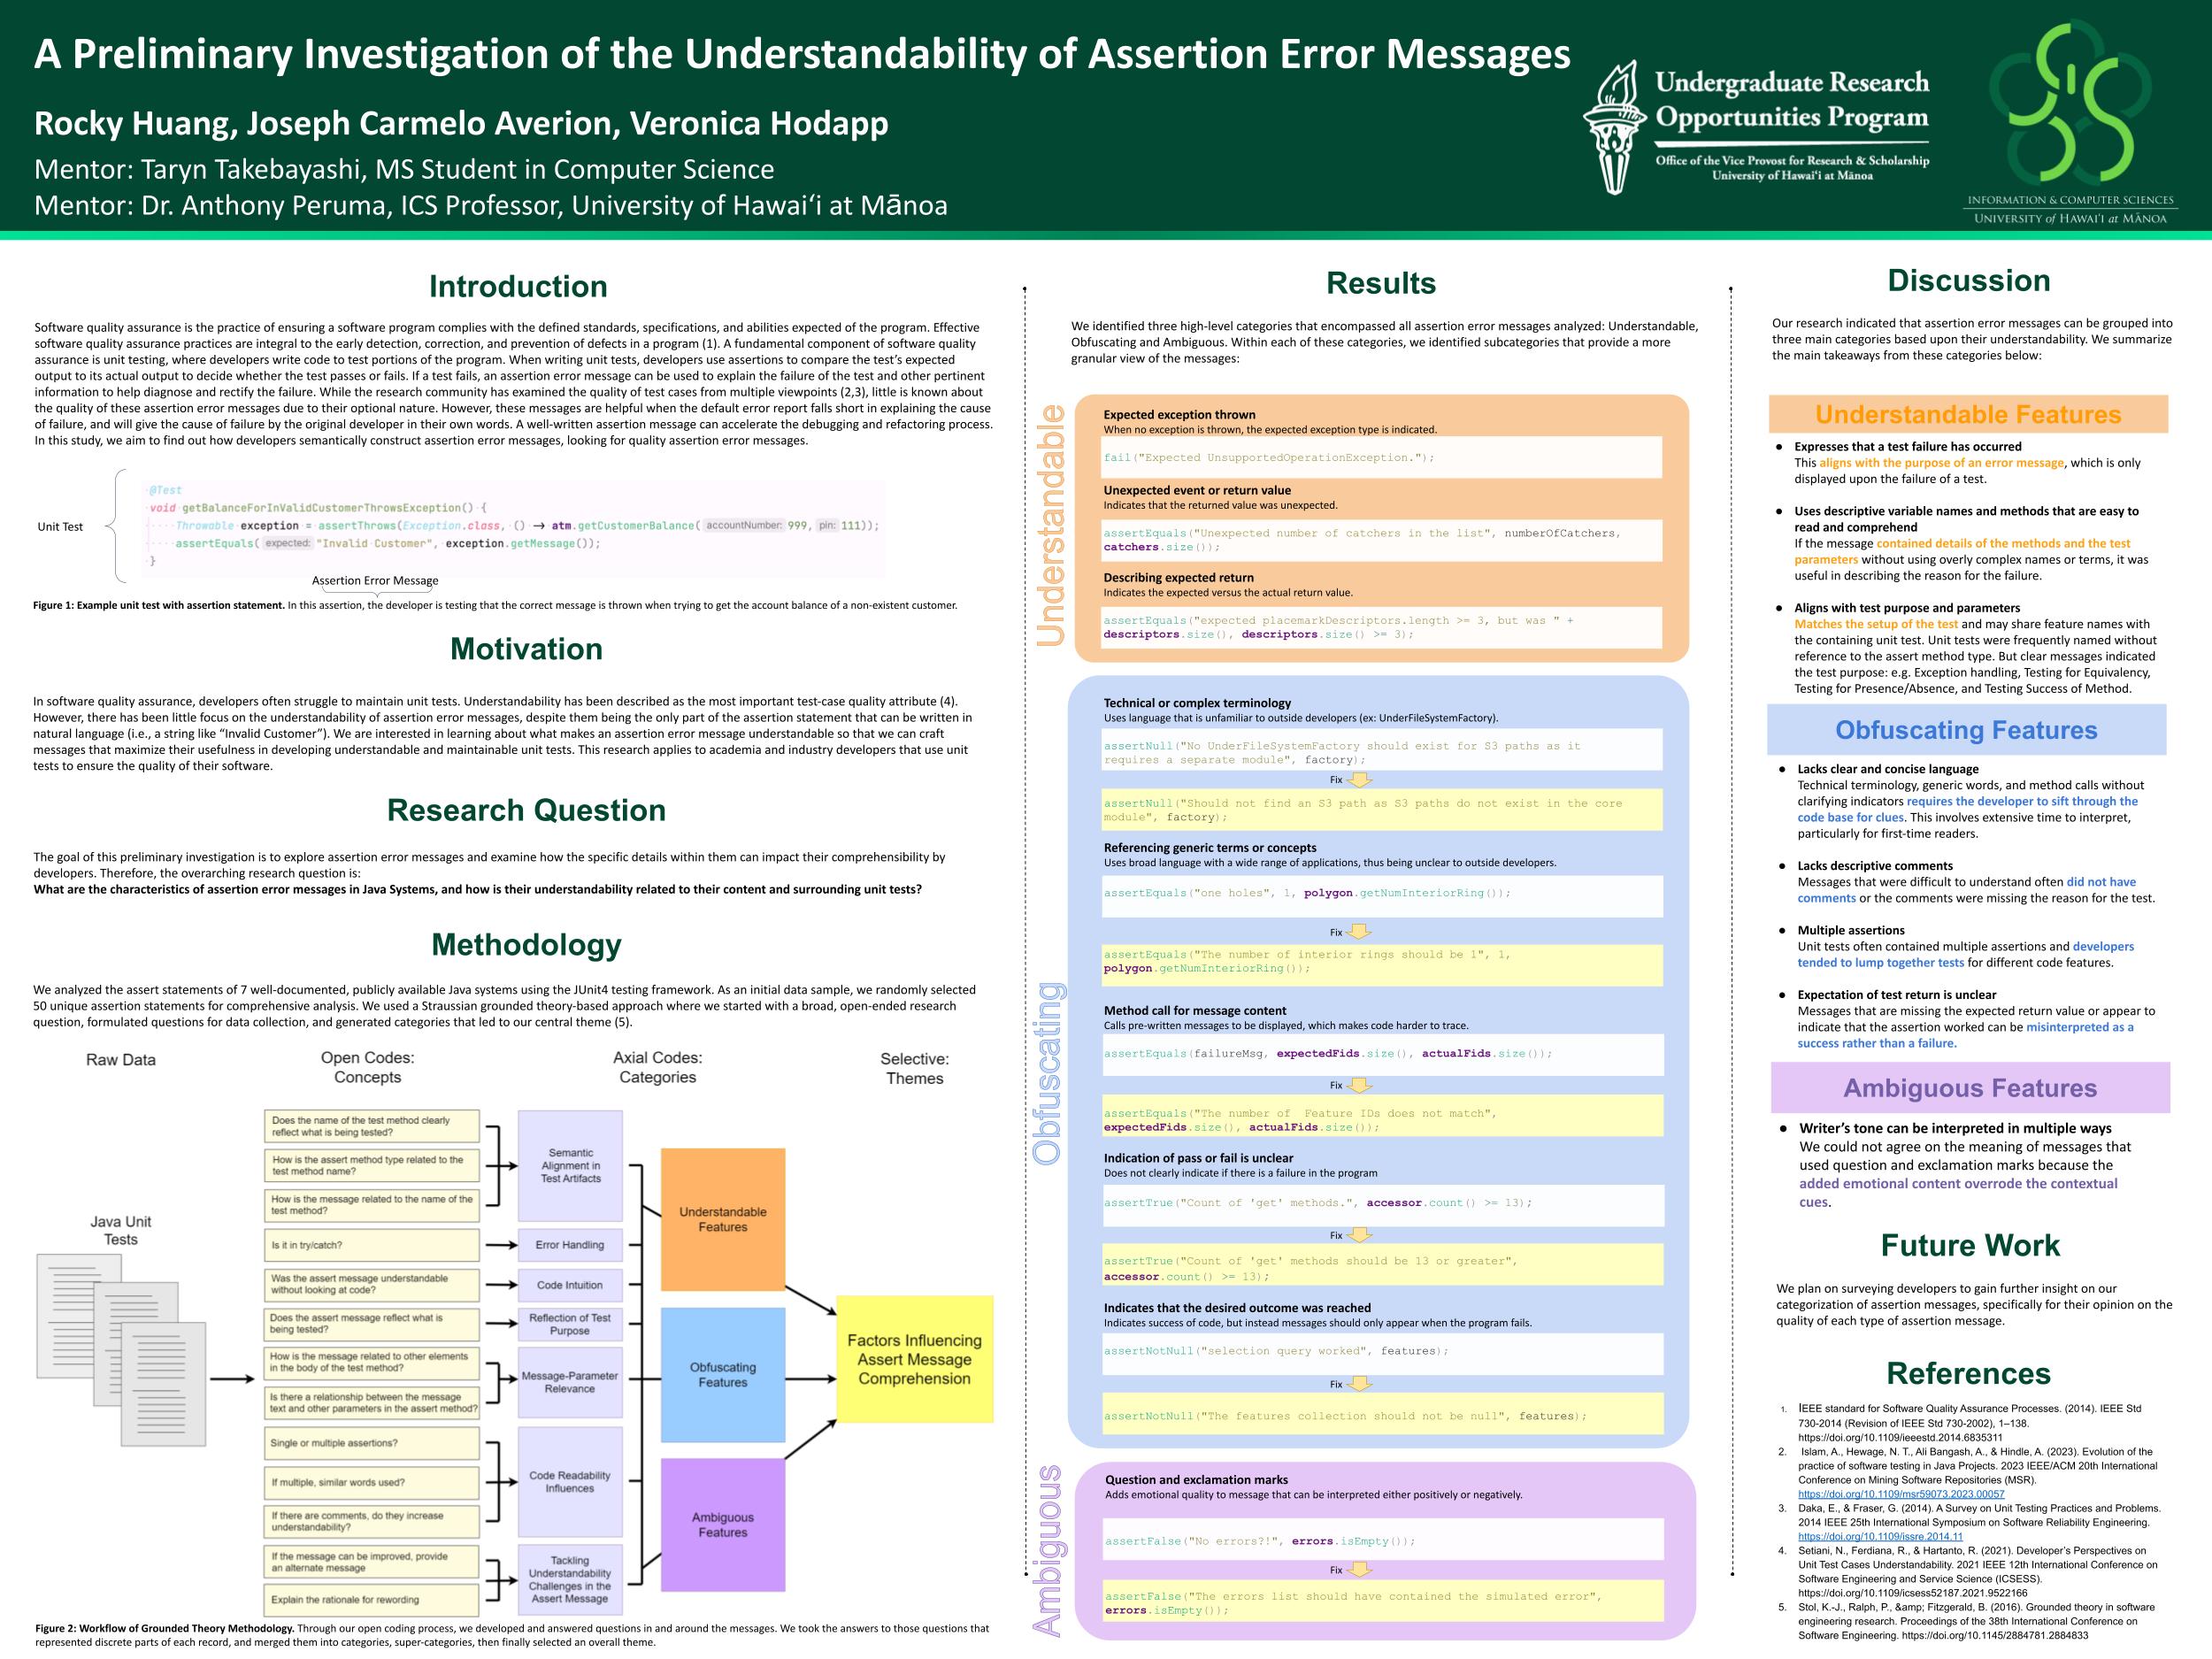 A Preliminary Investigation of the Understandability of Assertion Error Messages
Rocky Huang, Joseph Carmelo Averion, Veronica Hodapp
Mentor: Taryn Takebayashi, MS Student in Computer Science
Mentor: Dr. Anthony Peruma, ICS Professor, University of Hawaiʻi at Mānoa
Undergraduate Research
Opportunities Program
Office of the Vice Provost for Research & Scholarship
University of Hawaiʻi at Mānoa
INFORMATION & COMPUTER SCIENCES
UNIVERSITY of HAWAIʻI at MĀNOA
Introduction
Software quality assurance is the practice of ensuring a software program complies with the defined standards, specifications, and abilities expected of the program. Effective
software quality assurance practices are integral to the early detection, correction, and prevention of defects in a program (1). A fundamental component of software quality
assurance is unit testing, where developers write code to test portions of the program. When writing unit tests, developers use assertions to compare the test's expected
output to its actual output to decide whether the test passes or fails. If a test fails, an assertion error message can be used to explain the failure of the test and other pertinent
information to help diagnose and rectify the failure. While the research community has examined the quality of test cases from multiple viewpoints (2,3), little is known about
the quality of these assertion error messages due to their optional nature. However, these messages are helpful when the default error report falls short in explaining the cause
of failure, and will give the cause of failure by the original developer in their own words. A well-written assertion message can accelerate the debugging and refactoring process.
In this study, we aim to find out how developers semantically construct assertion error messages, looking for quality assertion error messages.
Unit Test
@Test
void getBalanceForInValidCustomerThrowsException() {
Throwable exception = assertThrows(Exception.class, () → atm.getCustomerBalance( accountNumber: 999, pin: 111));
assertEquals( expected: "Invalid Customer", exception.getMessage());
}
Assertion Error Message
Figure 1: Example unit test with assertion statement. In this assertion, the developer is testing that the correct message is thrown when trying to get the account balance of a non-existent customer.
Motivation
In software quality assurance, developers often struggle to maintain unit tests. Understandability has been described as the most important test-case quality attribute (4).
However, there has been little focus on the understandability of assertion error messages, despite them being the only part of the assertion statement that can be written in
natural language (i.e., a string like “Invalid Customer”). We are interested in learning about what makes an assertion error message understandable so that we can craft
messages that maximize their usefulness in developing understandable and maintainable unit tests. This research applies to academia and industry developers that use unit
tests to ensure the quality of their software.
Research Question
The goal of this preliminary investigation is to explore assertion error messages and examine how the specific details within them can impact their comprehensibility by
developers. Therefore, the overarching research question is:
What are the characteristics of assertion error messages in Java Systems, and how is their understandability related to their content and surrounding unit tests?
Methodology
We analyzed the assert statements of 7 well-documented, publicly available Java systems using the JUnit4 testing framework. As an initial data sample, we randomly selected
50 unique assertion statements for comprehensive analysis. We used a Straussian grounded theory-based approach where we started with a broad, open-ended research
question, formulated questions for data collection, and generated categories that led to our central theme (5).
Raw Data
Open Codes:
Concepts
Axial Codes:
Categories
Selective:
Themes
Java Unit
Tests
Does the name of the test method clearly
reflect what is being tested?
How is the assert method type related to the
test method name?
How is the message related to the name of the
test method?
Is it in try/catch?
Was the assert message understandable
without looking at code?
Does the assert message reflect what is
being tested?
How is the message related to other elements
in the body of the test method?
Is there a relationship between the message
text and other parameters in the assert method?
Single or multiple assertions?
If multiple, similar words used?
If there are comments, do they increase
understandability?
If the message can be improved, provide
an alternate message
Explain the rationale for rewording
Semantic
Alignment in
Test Artifacts
Error Handling
Code Intuition
Reflection of Test
Purpose
Message-Parameter
Relevance
Code Readability
Influences
Tackling
Understandability
Challenges in the
Assert Message
Understandable
Features
Obfuscating
Features
Ambiguous
Features
Factors Influencing
Assert Message
Comprehension
Figure 2: Workflow of Grounded Theory Methodology. Through our open coding process, we developed and answered questions in and around the messages. We took the answers to those questions that
represented discrete parts of each record, and merged them into categories, super-categories, then finally selected an overall theme.
Results
We identified three high-level categories that encompassed all assertion error messages analyzed: Understandable,
Obfuscating and Ambiguous. Within each of these categories, we identified subcategories that provide a more
granular view of the messages:
Understandable
Expected exception thrown
When no exception is thrown, the expected exception type is indicated.
fail("Expected UnsupportedOperationException.");
Unexpected event or return value
Indicates that the returned value was unexpected.
assertEquals("Unexpected number of catchers in the list", numberOfCatchers,
catchers.size());
Describing expected return
Indicates the expected versus the actual return value.
assertEquals("expected placemarkDescriptors.length >= 3, but was " +
descriptors.size(), descriptors.size() >= 3);
Obfuscating
Technical or complex terminology
Uses language that is unfamiliar to outside developers (ex: UnderFileSystemFactory).
assertNull("No UnderFileSystemFactory should exist for S3 paths as it
requires a separate module", factory);
Fix
assertNull("Should not find an S3 path as S3 paths do not exist in the core
module", factory);
Referencing generic terms or concepts
Uses broad language with a wide range of applications, thus being unclear to outside developers.
assertEquals("one holes", 1, polygon.getNumInteriorRing());
Fix
assertEquals("The number of interior rings should be 1", 1,
polygon.getNumInteriorRing());
Method call for message content
Calls pre-written messages to be displayed, which makes code harder to trace.
assertEquals(failureMsg, expectedFids.size(), actualFids.size());
Fix
assertEquals("The number of  Feature IDs does not match",
expectedFids.size(), actualFids.size());
Indication of pass or fail is unclear
Does not clearly indicate if there is a failure in the program
assertTrue("Count of 'get' methods.", accessor.count() >= 13);
Fix
assertTrue("Count of 'get' methods should be 13 or greater",
accessor.count() >= 13);
Indicates that the desired outcome was reached
Indicates success of code, but instead messages should only appear when the program fails.
assertNotNull("selection query worked", features);
Fix
assertNotNull("The features collection should not be null", features);
Ambiguous
Question and exclamation marks
Adds emotional quality to message that can be interpreted either positively or negatively.
assertFalse("No errors?!", errors.isEmpty());
Fix
assertFalse("The errors list should have contained the simulated error",
errors.isEmpty());
Discussion
Our research indicated that assertion error messages can be grouped into
three main categories based upon their understandability. We summarize
the main takeaways from these categories below:
Understandable Features
● Expresses that a test failure has occurred
This aligns with the purpose of an error message, which is only
displayed upon the failure of a test.
● Uses descriptive variable names and methods that are easy to
read and comprehend
If the message contained details of the methods and the test
parameters without using overly complex names or terms, it was
useful in describing the reason for the failure.
● Aligns with test purpose and parameters
Matches the setup of the test and may share feature names with
the containing unit test. Unit tests were frequently named without
reference to the assert method type. But clear messages indicated
the test purpose: e.g. Exception handling, Testing for Equivalency,
Testing for Presence/Absence, and Testing Success of Method.
Obfuscating Features
● Lacks clear and concise language
Technical terminology, generic words, and method calls without
clarifying indicators requires the developer to sift through the
code base for clues. This involves extensive time to interpret,
particularly for first-time readers.
● Lacks descriptive comments
Messages that were difficult to understand often did not have
comments or the comments were missing the reason for the test.
● Multiple assertions
Unit tests often contained multiple assertions and developers
tended to lump together tests for different code features.
● Expectation of test return is unclear
Messages that are missing the expected return value or appear to
indicate that the assertion worked can be misinterpreted as a
success rather than a failure.
Ambiguous Features
● Writer's tone can be interpreted in multiple ways
We could not agree on the meaning of messages that
used question and exclamation marks because the
added emotional content overrode the contextual
cues.
Future Work
We plan on surveying developers to gain further insight on our
categorization of assertion messages, specifically for their opinion on the
quality of each type of assertion message.
References
1. IEEE standard for Software Quality Assurance Processes. (2014). IEEE Std
730-2014 (Revision of IEEE Std 730-2002), 1–138.
https://doi.org/10.1109/ieeestd.2014.6835311
2. Islam, A., Hewage, N. T., Ali Bangash, A., & Hindle, A. (2023). Evolution of the
practice of software testing in Java Projects. 2023 IEEE/ACM 20th International
Conference on Mining Software Repositories (MSR).
https://doi.org/10.1109/msr59073.2023.00057
3. Daka, E., & Fraser, G. (2014). A Survey on Unit Testing Practices and Problems.
2014 IEEE 25th International Symposium on Software Reliability Engineering.
https://doi.org/10.1109/issre.2014.11
4. Setiani, N., Ferdiana, R., & Hartanto, R. (2021). Developer's Perspectives on
Unit Test Cases Understandability. 2021 IEEE 12th International Conference on
Software Engineering and Service Science (ICSESS).
https://doi.org/10.1109/icsess52187.2021.9522166
5. Stol, K.-J., Ralph, P., &amp; Fitzgerald, B. (2016). Grounded theory in software
engineering research. Proceedings of the 38th International Conference on
Software Engineering. https://doi.org/10.1145/2884781.2884833